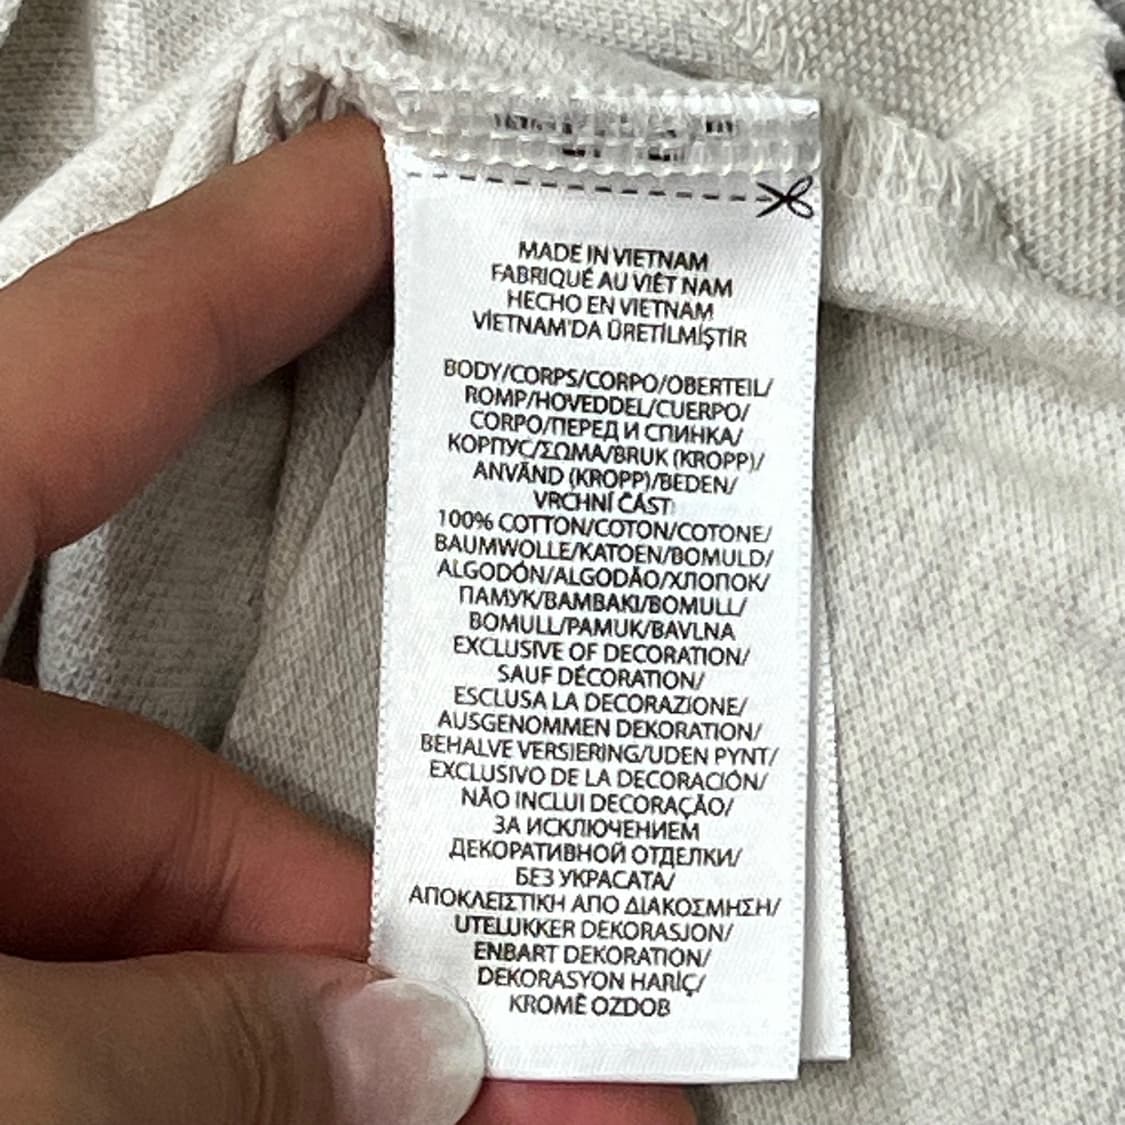 MADE IN VIETNAM
FABRIQUÉ AU VIÊT NAM
HECHO EN VIETNAM
VİETNAM'DA ÜRETİLMİŞTİR
BODY/CORPS/CORPO/OBERTEIL/
ROMP/HOVEDDEL/CUERPO/
CORPO/ПЕРЕД И СПИНКА/
КОРПУС/ΣΩΜΑ/BRUK (KROPP)/
ANVÄND (KROPP)/BEDEN/
VRCHNÍ ČÁST:
100% COTTON/COTON/COTONE/
BAUMWOLLE/KATOEN/BOMULD/
ALGODÓN/ALGODÃO/ХЛОПОК/
ПАМУК/ΒΑΜΒΑΚΙ/BOMULL/
BOMULL/PAMUK/BAVLNA
EXCLUSIVE OF DECORATION/
SAUF DÉCORATION/
ESCLUSA LA DECORAZIONE/
AUSGENOMMEN DEKORATION/
BEHALVE VERSIERING/UDEN PYNT/
EXCLUSIVO DE LA DECORACIÓN/
NÃO INCLUI DECORAÇÃO/
ЗА ИСКЛЮЧЕНИЕМ
ДЕКОРАТИВНОЙ ОТДЕЛКИ/
БЕЗ УКРАСАТА/
ΑΠΟΚΛΕΙΣΤΙΚΗ ΑΠΟ ΔΙΑΚΟΣΜΗΣΗ/
UTELUKKER DEKORASJON/
ENBART DEKORATION/
DEKORASYON HARİÇ/
KROMĚ OZDOB